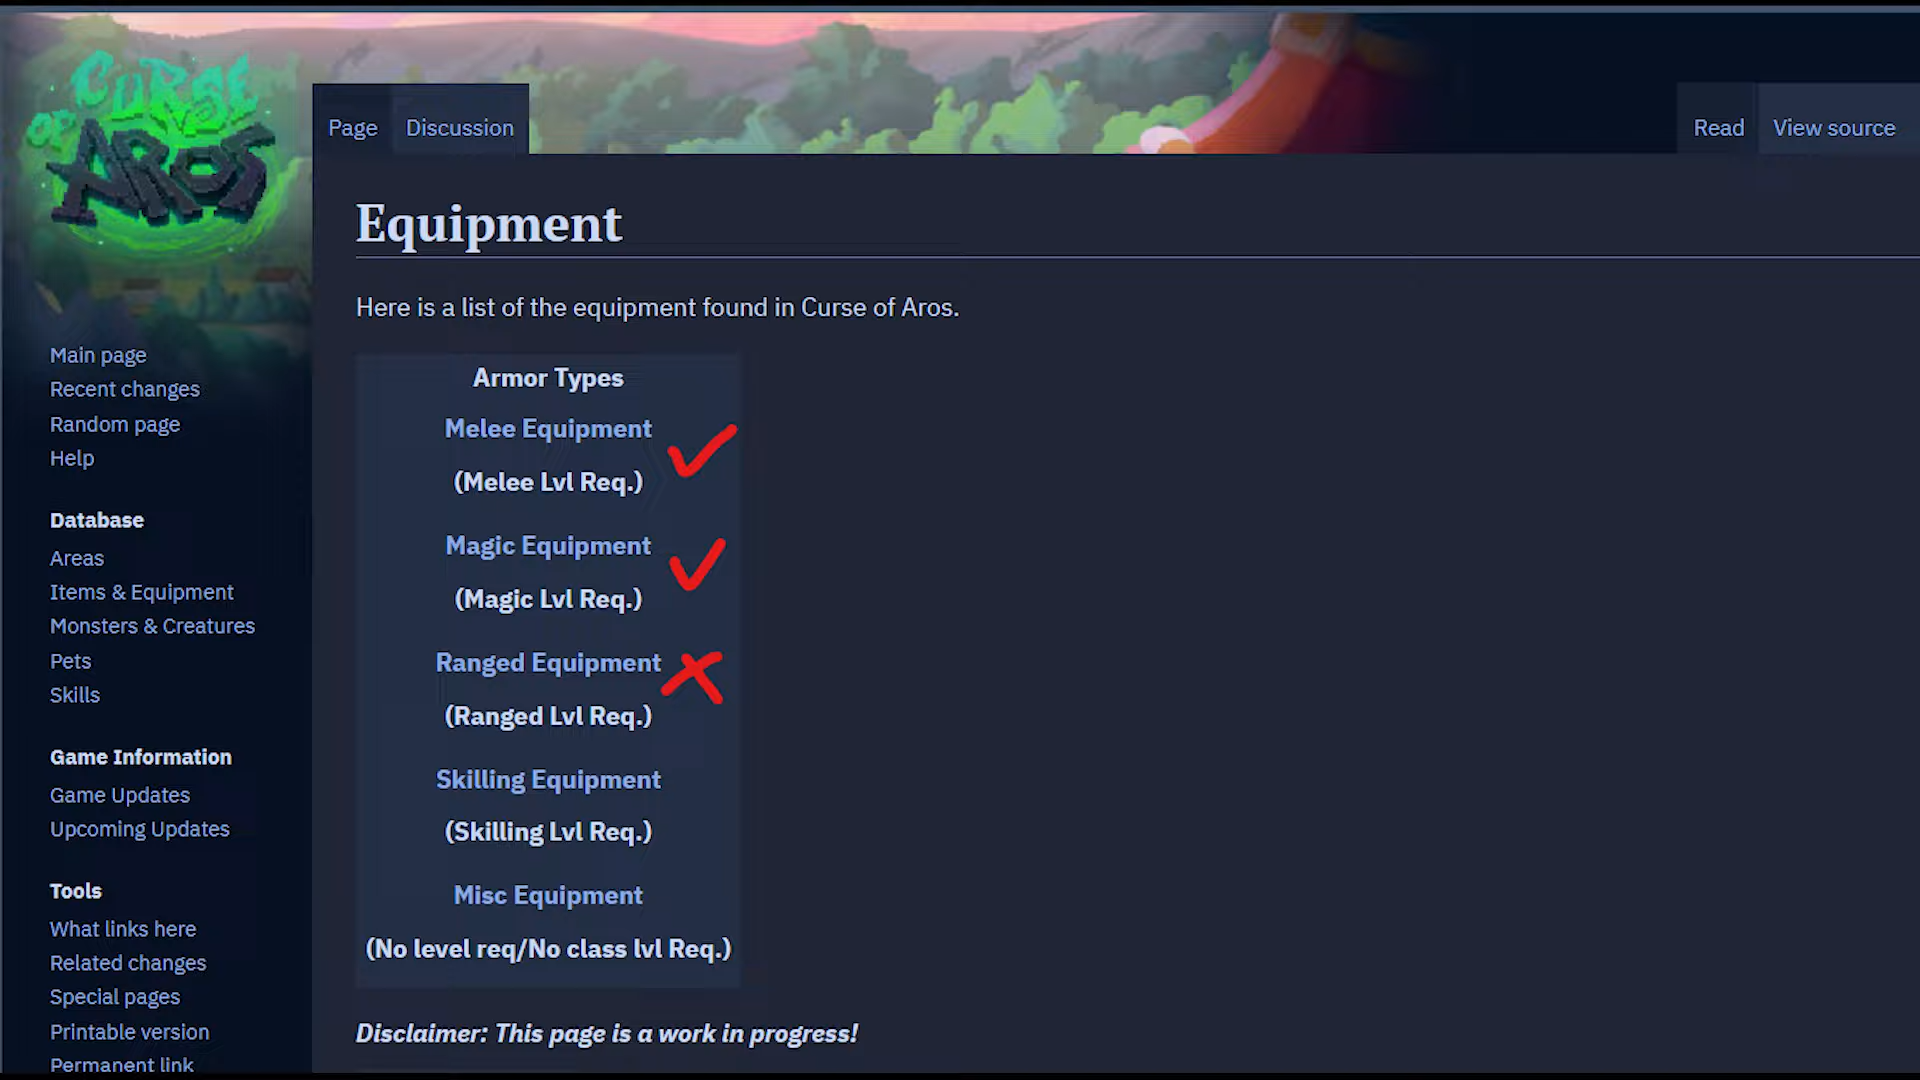 CURSE
OF
AROS
Page
Discussion
Read
View source
Equipment
Here is a list of the equipment found in Curse of Aros.
Main page
Recent changes
Random page
Help
Database
Areas
Items & Equipment
Monsters & Creatures
Pets
Skills
Game Information
Game Updates
Upcoming Updates
Tools
What links here
Related changes
Special pages
Printable version
Permanent link
Armor Types
Melee Equipment
(Melee Lvl Req.)
Magic Equipment
(Magic Lvl Req.)
Ranged Equipment
(Ranged Lvl Req.)
Skilling Equipment
(Skilling Lvl Req.)
Misc Equipment
(No level req/No class lvl Req.)
Disclaimer: This page is a work in progress!